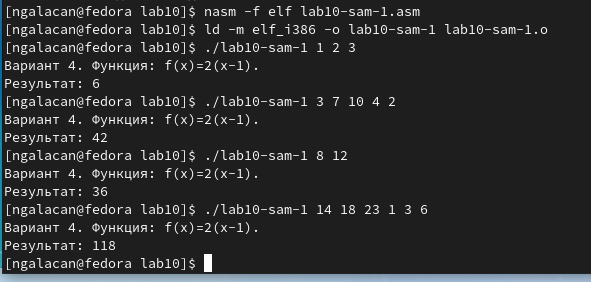 [ngalacan@fedora lab10]$ nasm -f elf lab10-sam-1.asm
[ngalacan@fedora lab10]$ ld -m elf_i386 -o lab10-sam-1 lab10-sam-1.o
[ngalacan@fedora lab10]$ ./lab10-sam-1 1 2 3
Вариант 4. Функция: f(x)=2(x-1).
Результат: 6
[ngalacan@fedora lab10]$ ./lab10-sam-1 3 7 10 4 2
Вариант 4. Функция: f(x)=2(x-1).
Результат: 42
[ngalacan@fedora lab10]$ ./lab10-sam-1 8 12
Вариант 4. Функция: f(x)=2(x-1).
Результат: 36
[ngalacan@fedora lab10]$ ./lab10-sam-1 14 18 23 1 3 6
Вариант 4. Функция: f(x)=2(x-1).
Результат: 118
[ngalacan@fedora lab10]$